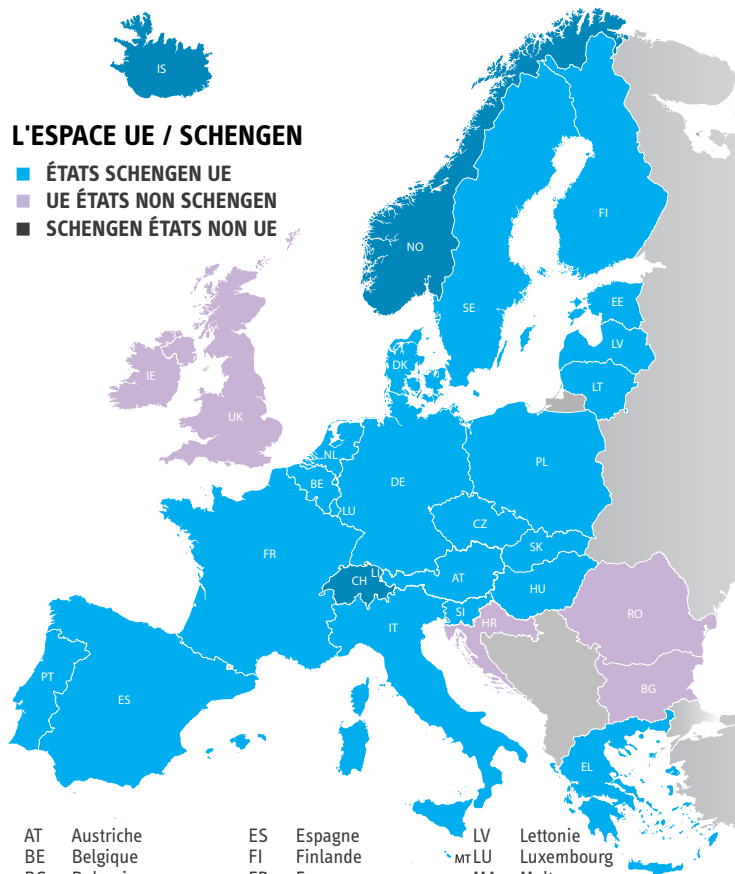 IS
L'ESPACE UE / SCHENGEN
ÉTATS SCHENGEN UE
UE ÉTATS NON SCHENGEN
SCHENGEN ÉTATS NON UE
FI
NO
SE
EE
LV
DK
IE
LT
UK
NL
PL
BE
DE
LU
CZ
FR
SK
CH
LI
AT
HU
SI
RO
HR
IT
PT
BG
ES
EL
AT Austriche ES Espagne LV Lettonie
BE Belgique FI Finlande MT LU Luxembourg